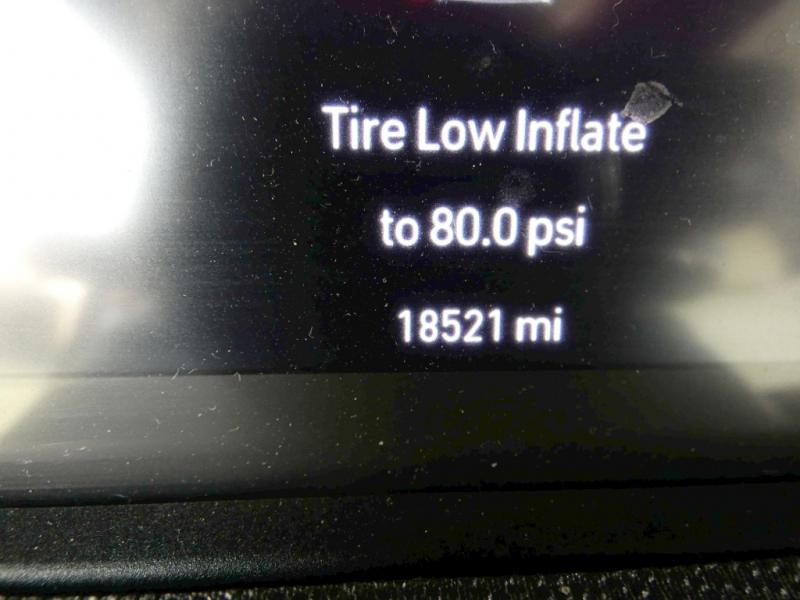 Tire Low Inflate
to 80.0 psi
18521 mi